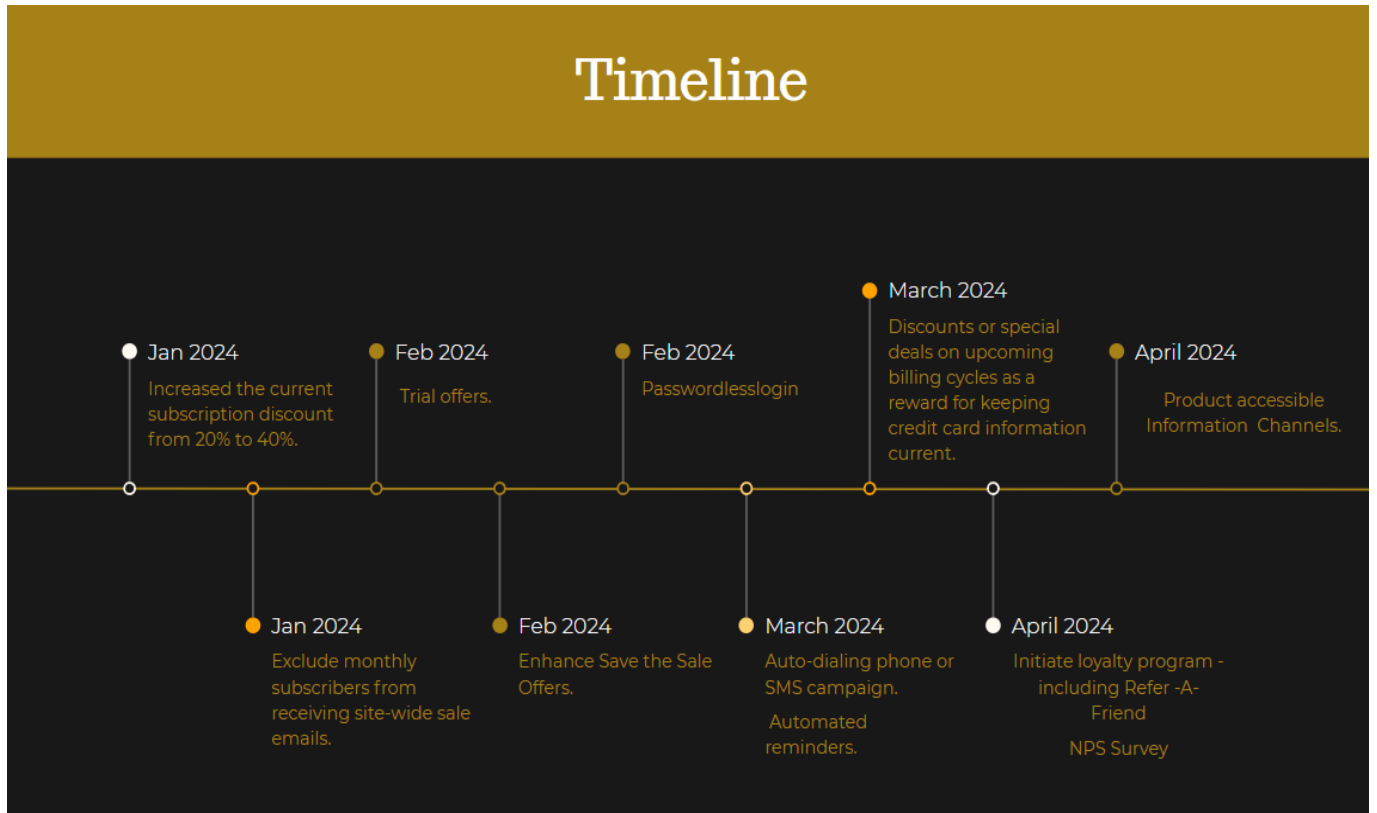 Timeline
Jan 2024
Increased the current
subscription discount
from 20% to 40%.
Jan 2024
Exclude monthly
subscribers from
receiving site-wide sale
emails.
Feb 2024
Trial offers.
Feb 2024
Enhance Save the Sale
Offers.
Feb 2024
Passwordlesslogin
March 2024
Auto-dialing phone or
SMS campaign.
Automated
reminders.
March 2024
Discounts or special
deals on upcoming
billing cycles as a
reward for keeping
credit card information
current.
April 2024
Initiate loyalty program -
including Refer -A-
Friend
NPS Survey
April 2024
Product accessible
Information  Channels.